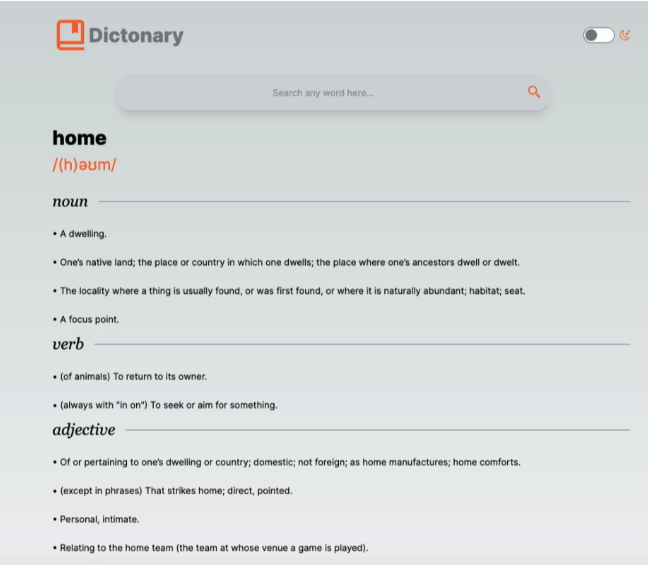 Dictonary
Search any word here...
home
/(h)əʊm/
noun
• A dwelling.
• One's native land; the place or country in which one dwells; the place where one's ancestors dwell or dwelt.
• The locality where a thing is usually found, or was first found, or where it is naturally abundant; habitat; seat.
• A focus point.
verb
• (of animals) To return to its owner.
• (always with "in on") To seek or aim for something.
adjective
• Of or pertaining to one's dwelling or country; domestic; not foreign; as home manufactures; home comforts.
• (except in phrases) That strikes home; direct, pointed.
• Personal, intimate.
• Relating to the home team (the team at whose venue a game is played).